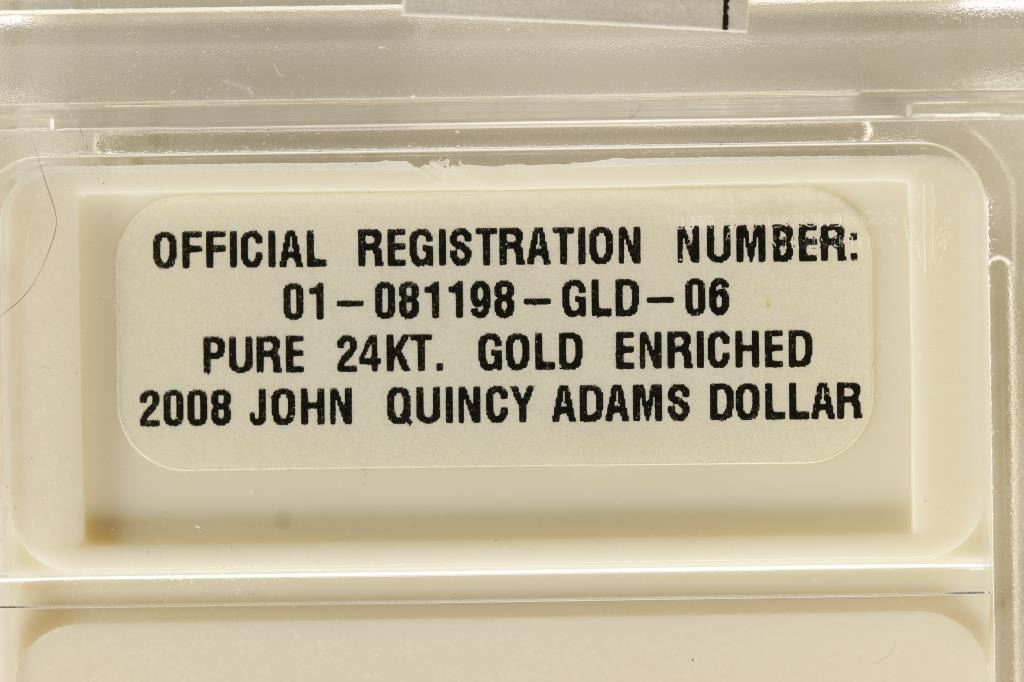 OFFICIAL REGISTRATION NUMBER:
01-081198-GLD-06
PURE 24KT. GOLD ENRICHED
2008 JOHN QUINCY ADAMS DOLLAR